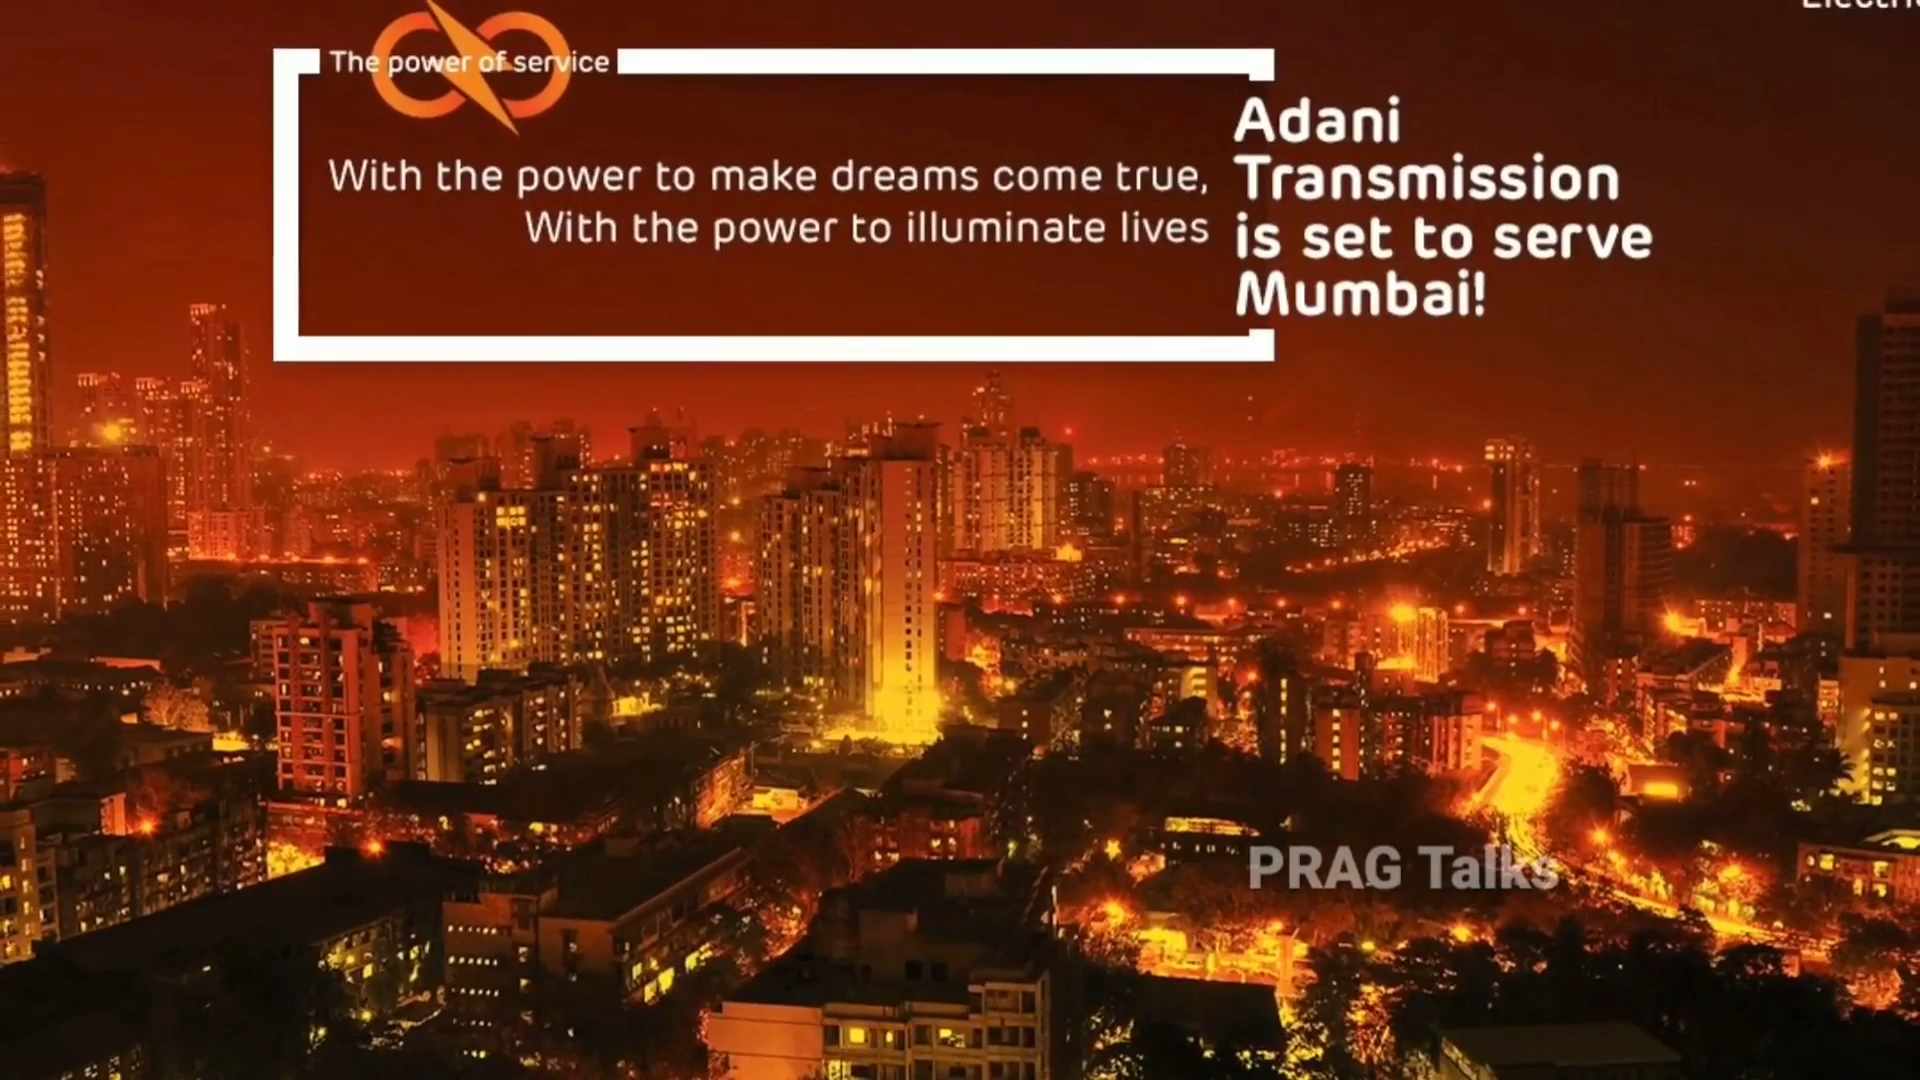 The power of service
With the power to make dreams come true,
With the power to illuminate lives
Adani
Transmission
is set to serve
Mumbai!
PRAG Talks